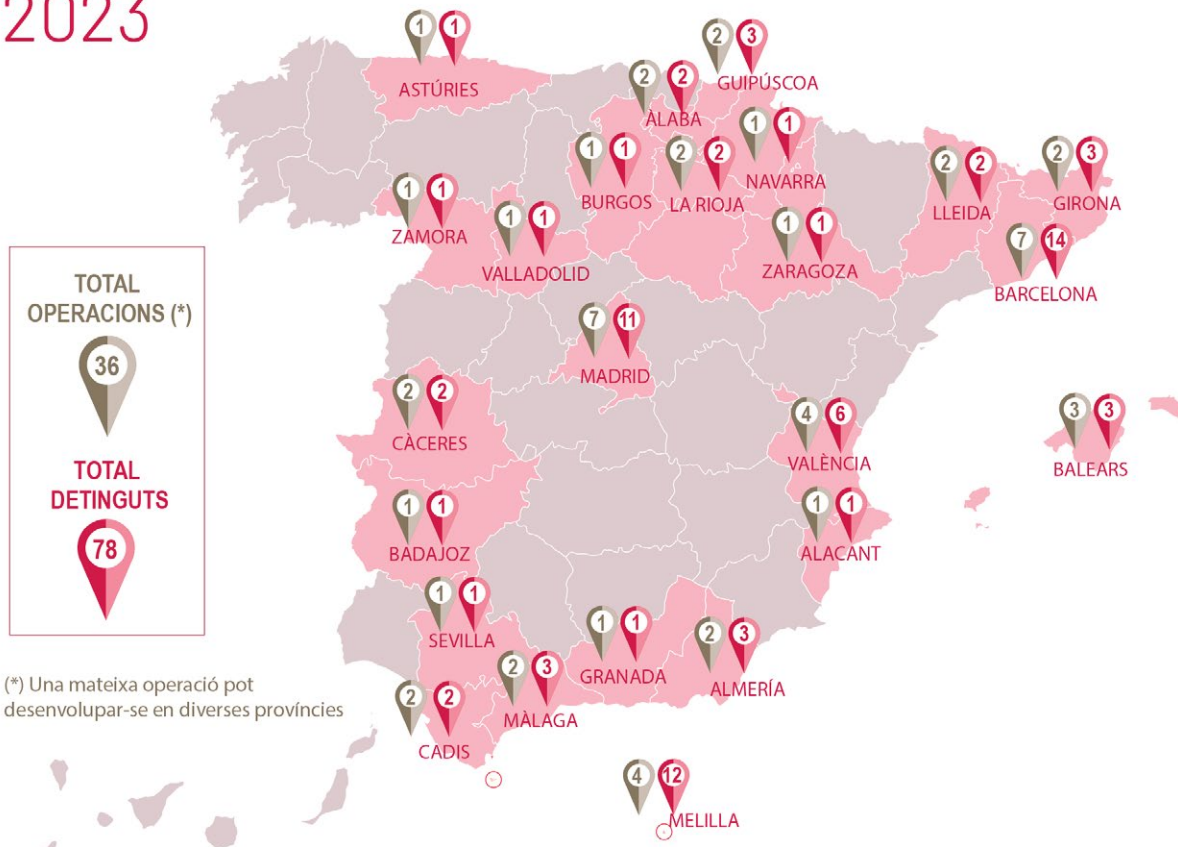 2023
1 1
ASTÚRIES
2 3
GUIPÚSCOA
2 2
ÀLABA
1 1
NAVARRA
1 1
BURGOS
2 2
LA RIOJA
2 2
LLEIDA
2 3
GIRONA
1 1
ZAMORA
1 1
VALLADOLID
1 1
ZARAGOZA
7 14
BARCELONA
TOTAL
OPERACIONS (*)
36
TOTAL
DETINGUTS
78
7 11
MADRID
2 2
CÀCERES
4 6
VALÈNCIA
3 3
BALEARS
1 1
BADAJOZ
1 1
ALACANT
1 1
SEVILLA
1 1
GRANADA
2 3
ALMERÍA
2 3
MÀLAGA
2 2
CADIS
4 12
MELILLA
(*) Una mateixa operació pot
desenvolupar-se en diverses províncies